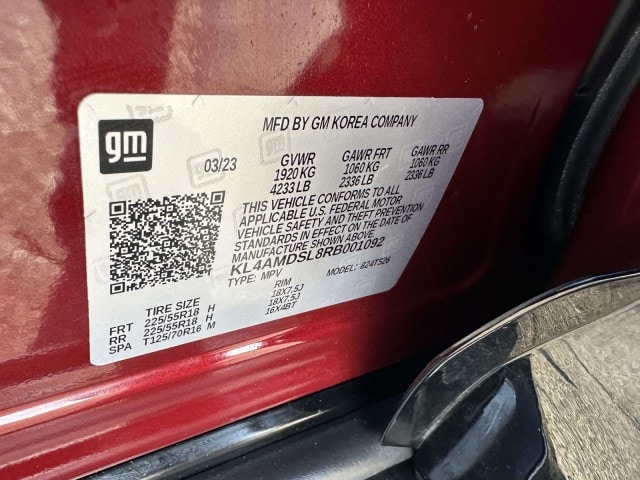 gm
MFD BY GM KOREA COMPANY
03/23 GVWR GAWR FRT GAWR RR
1920 KG 1060 KG 1060 KG
4233 LB 2336 LB 2336 LB
THIS VEHICLE CONFORMS TO ALL
APPLICABLE U.S. FEDERAL MOTOR
VEHICLE SAFETY AND THEFT PREVENTION
STANDARDS IN EFFECT ON THE DATE OF
MANUFACTURE SHOWN ABOVE.
KL4AMDSL8RB001092
TYPE: MPV MODEL: 824TS26
TIRE SIZE RIM
FRT 225/55R18 H 18X7.5J
RR 225/55R18 H 18X7.5J
SPA T125/70R16 M 16X4BT